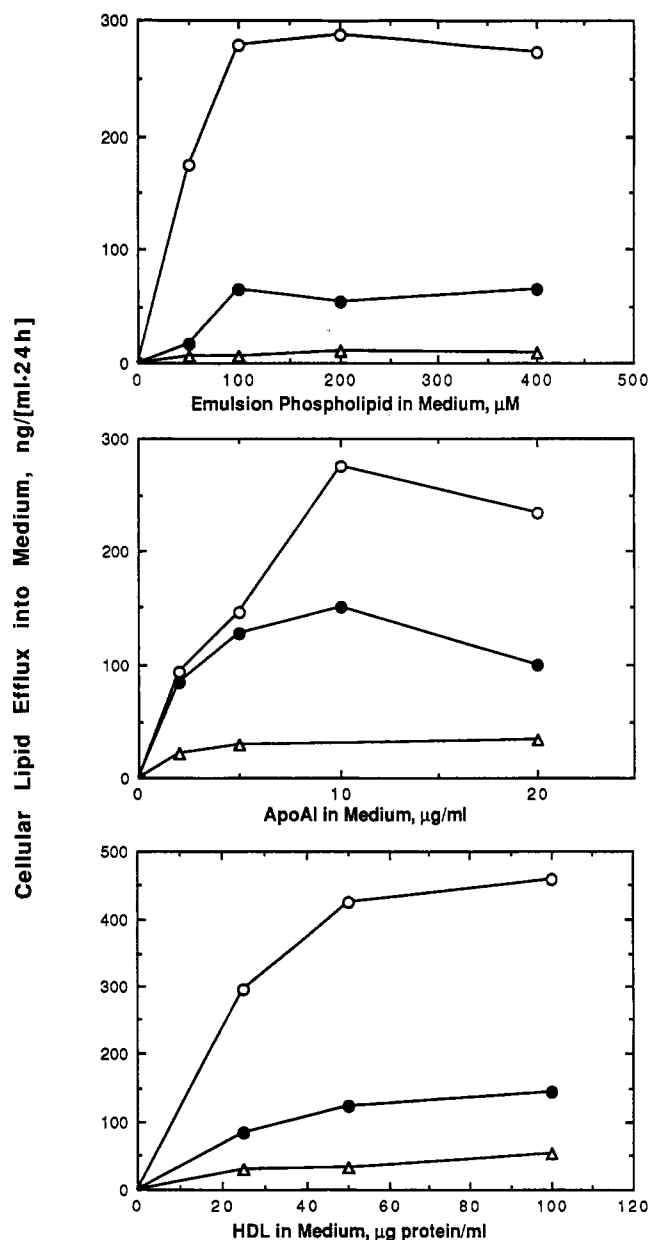 Cellular Lipid Efflux into Medium, ng/[ml·24h]
300
200
100
0
0 100 200 300 400 500
Emulsion Phospholipid in Medium, μM
300
200
100
0
0 10 20
ApoAI in Medium, μg/ml
500
400
300
200
100
0
0 20 40 60 80 100 120
HDL in Medium, μg protein/ml